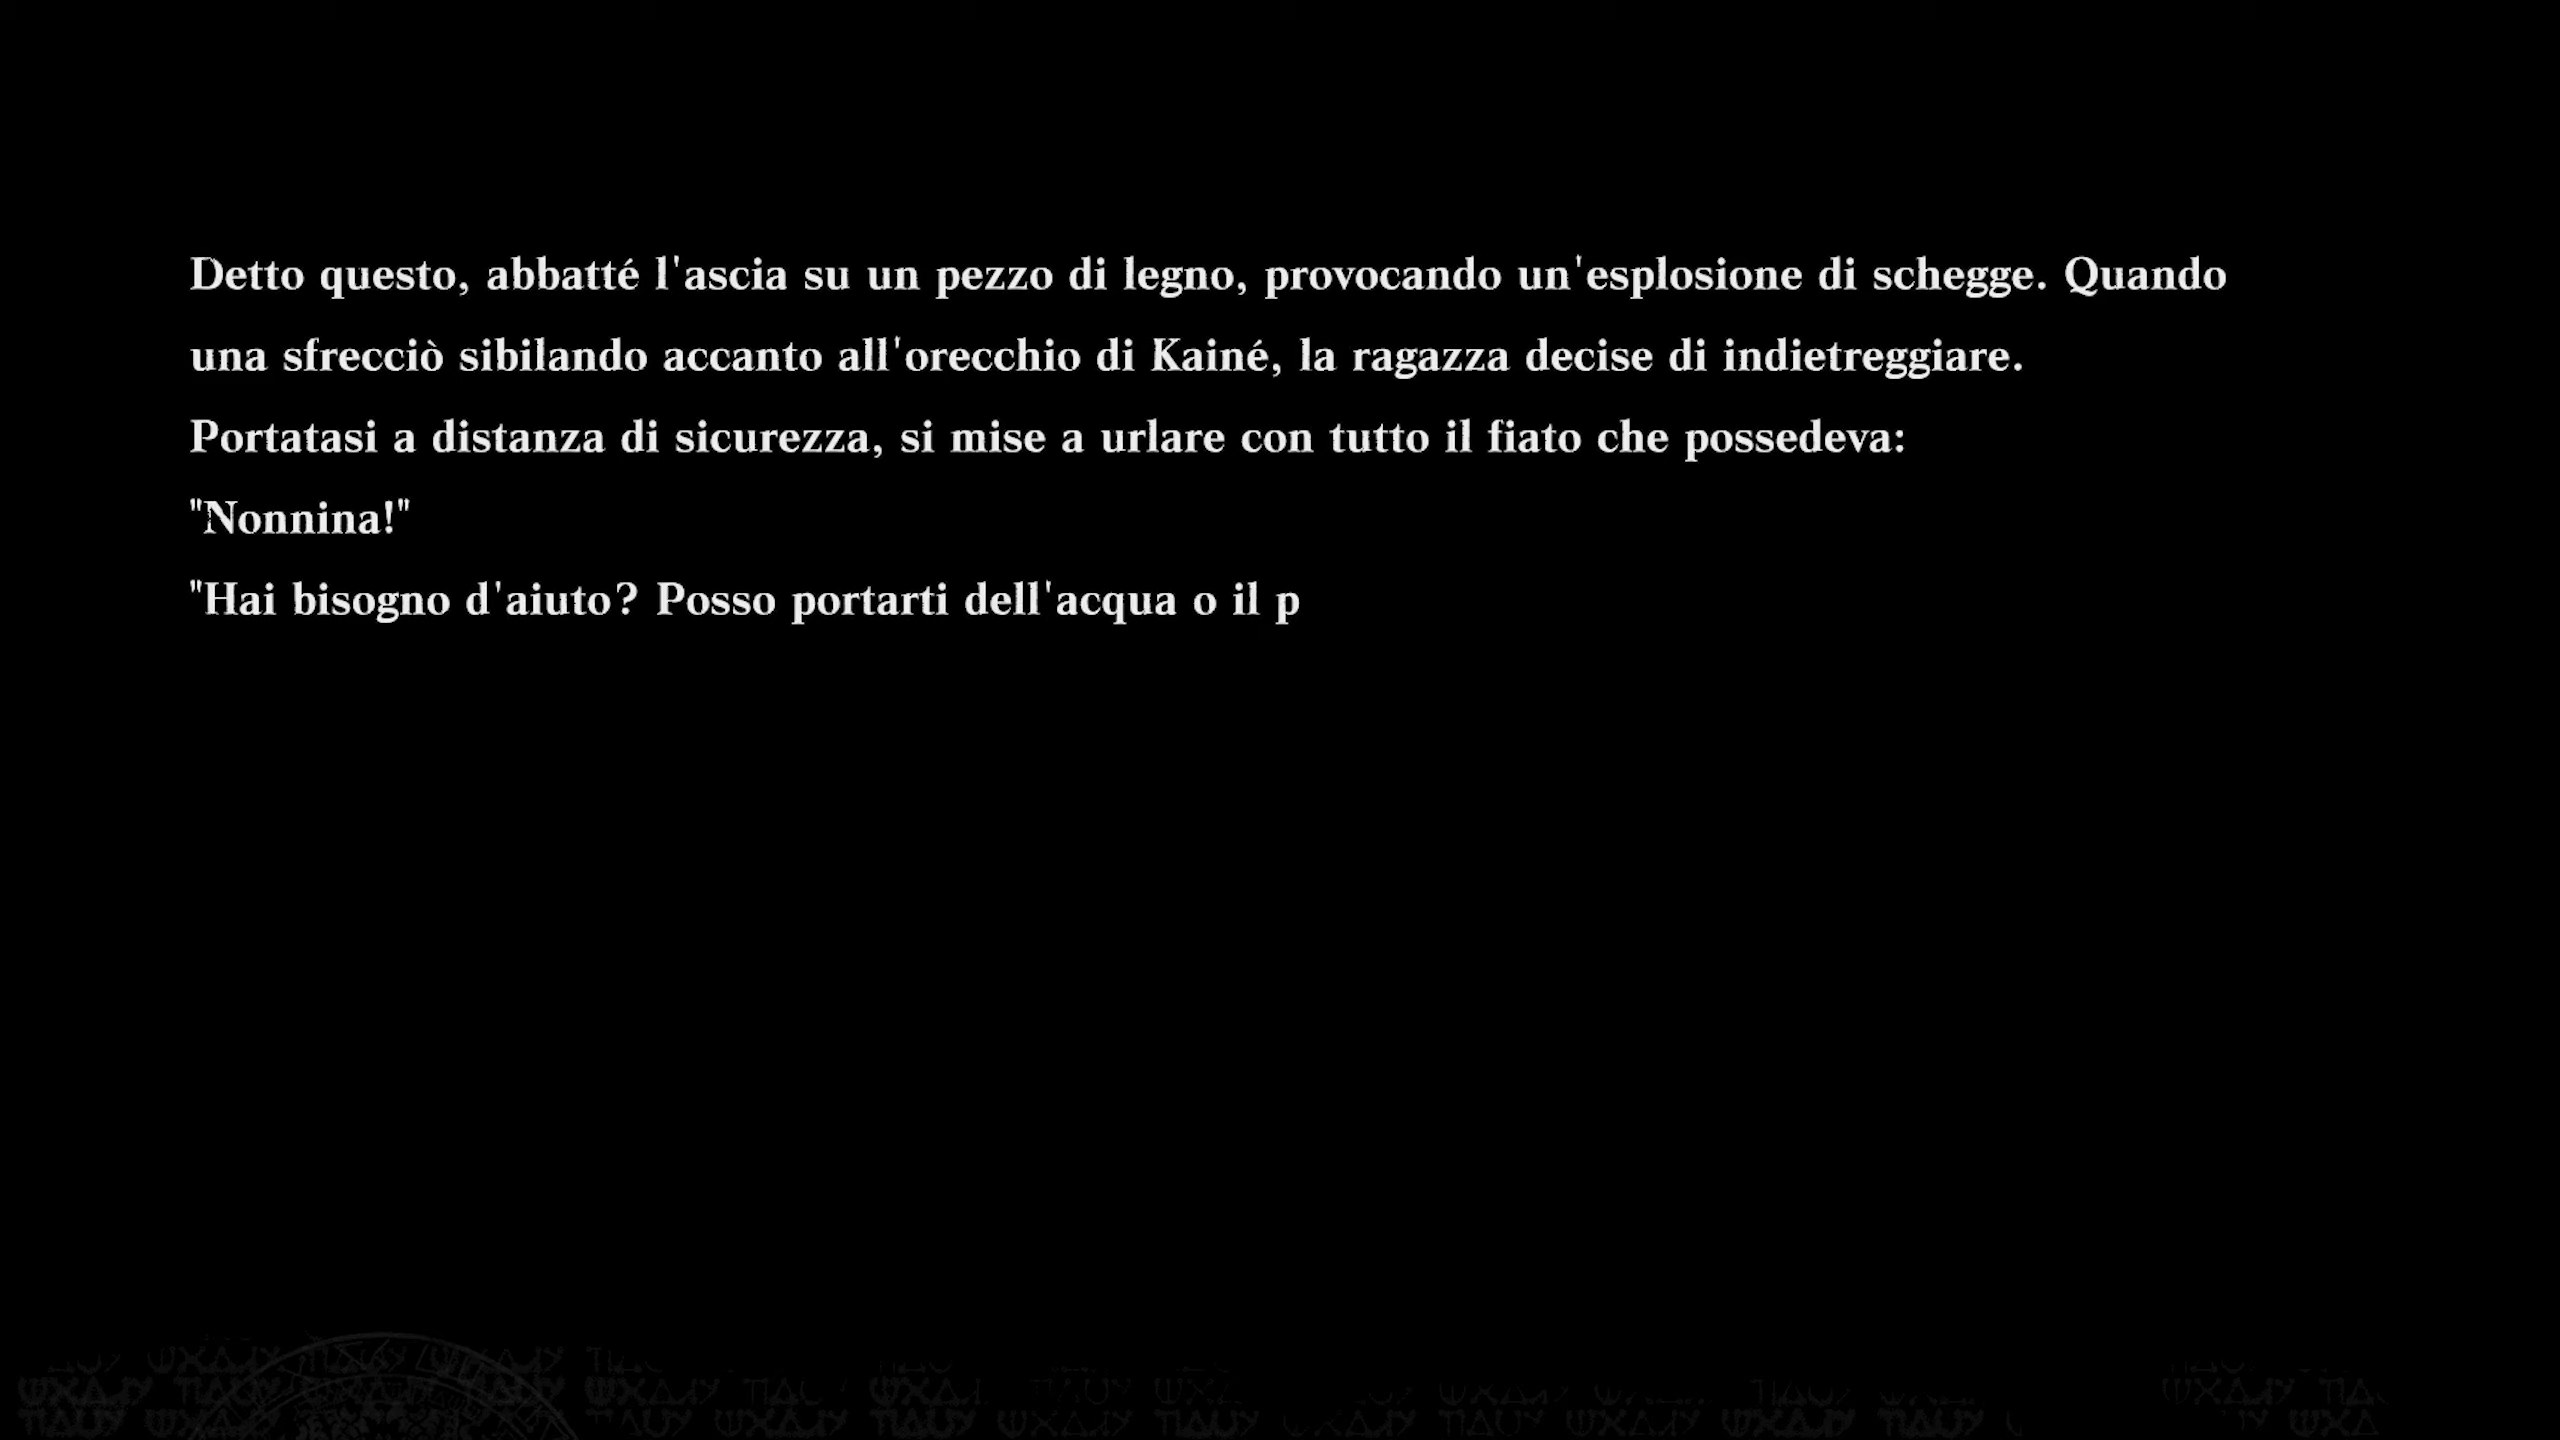 Detto questo, abbatté l'ascia su un pezzo di legno, provocando un'esplosione di schegge. Quando
una sfrecciò sibilando accanto all'orecchio di Kainé, la ragazza decise di indietreggiare.
Portatasi a distanza di sicurezza, si mise a urlare con tutto il fiato che possedeva:
"Nonnina!"
"Hai bisogno d'aiuto? Posso portarti dell'acqua o il p